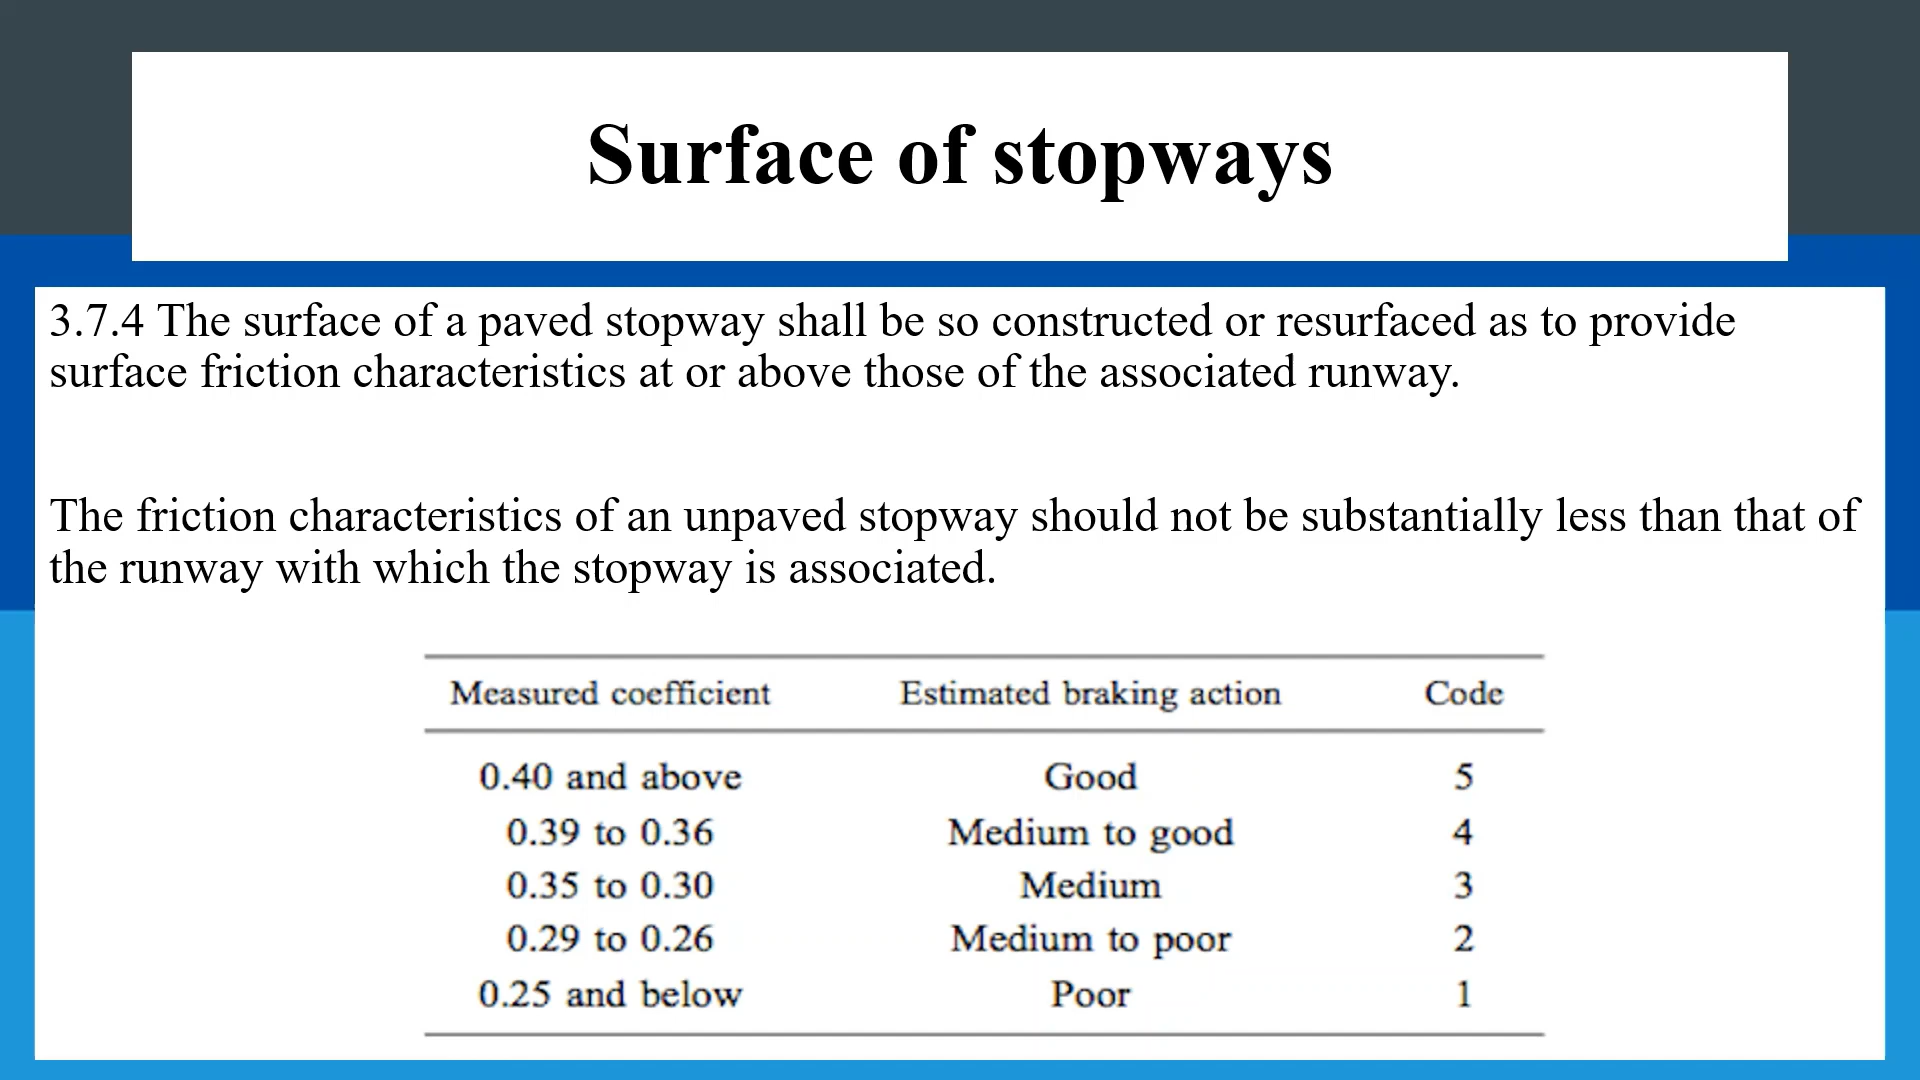 Surface of stopways
3.7.4 The surface of a paved stopway shall be so constructed or resurfaced as to provide
surface friction characteristics at or above those of the associated runway.
The friction characteristics of an unpaved stopway should not be substantially less than that of
the runway with which the stopway is associated.
Measured coefficient Estimated braking action Code
0.40 and above Good 5
0.39 to 0.36 Medium to good 4
0.35 to 0.30 Medium 3
0.29 to 0.26 Medium to poor 2
0.25 and below Poor 1